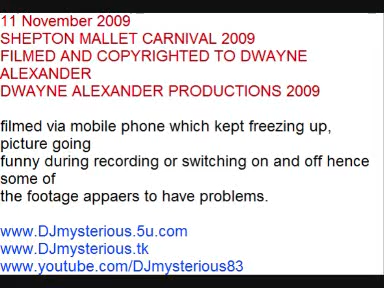 11 November 2009
SHEPTON MALLET CARNIVAL 2009
FILMED AND COPYRIGHTED TO DWAYNE
ALEXANDER
DWAYNE ALEXANDER PRODUCTIONS 2009
filmed via mobile phone which kept freezing up,
picture going
funny during recording or switching on and off hence
some of
the footage appaers to have problems.
www.DJmysterious.5u.com
www.DJmysterious.tk
www.youtube.com/DJmysterious83